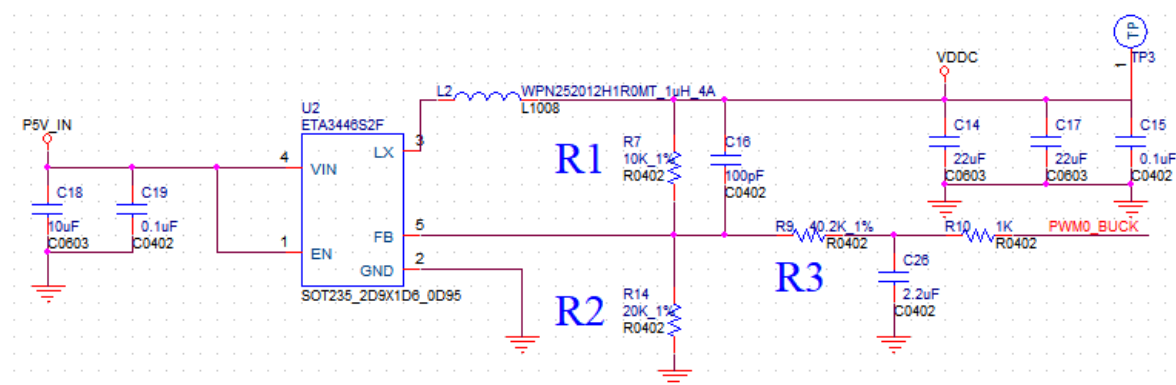 TP
1
TP3
VDDC
L2
WPN252012H1R0MT_1uH_4A
L1008
U2
ETA3446S2F
P5V_IN
3
LX
4
VIN
C14
22uF
C0603
C17
22uF
C0603
C15
0.1uF
C0402
R1
R7
10K_1%
R0402
C16
100pF
C0402
C18
10uF
C0603
C19
0.1uF
C0402
1
EN
FB
5
GND
2
SOT235_2D9X1D6_0D95
R9
40.2K_1%
R0402
R10
1K
R0402
PWM0_BUCK
R3
C26
2.2uF
C0402
R2
R14
20K_1%
R0402